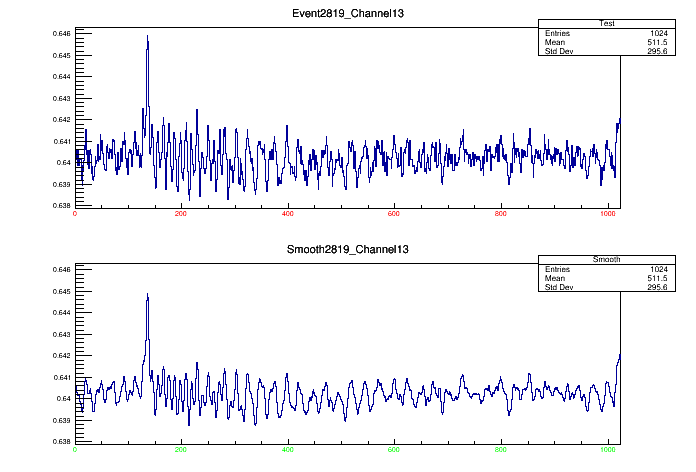 Event2819_Channel13
Test
Entries 1024
Mean 511.5
Std Dev 295.6
0.646
0.645
0.644
0.643
0.642
0.641
0.64
0.639
0.638
0 200 400 600 800 1000
Smooth2819_Channel13
Smooth
Entries 1024
Mean 511.5
Std Dev 295.6
0.646
0.645
0.644
0.643
0.642
0.641
0.64
0.639
0.638
0 200 400 600 800 1000